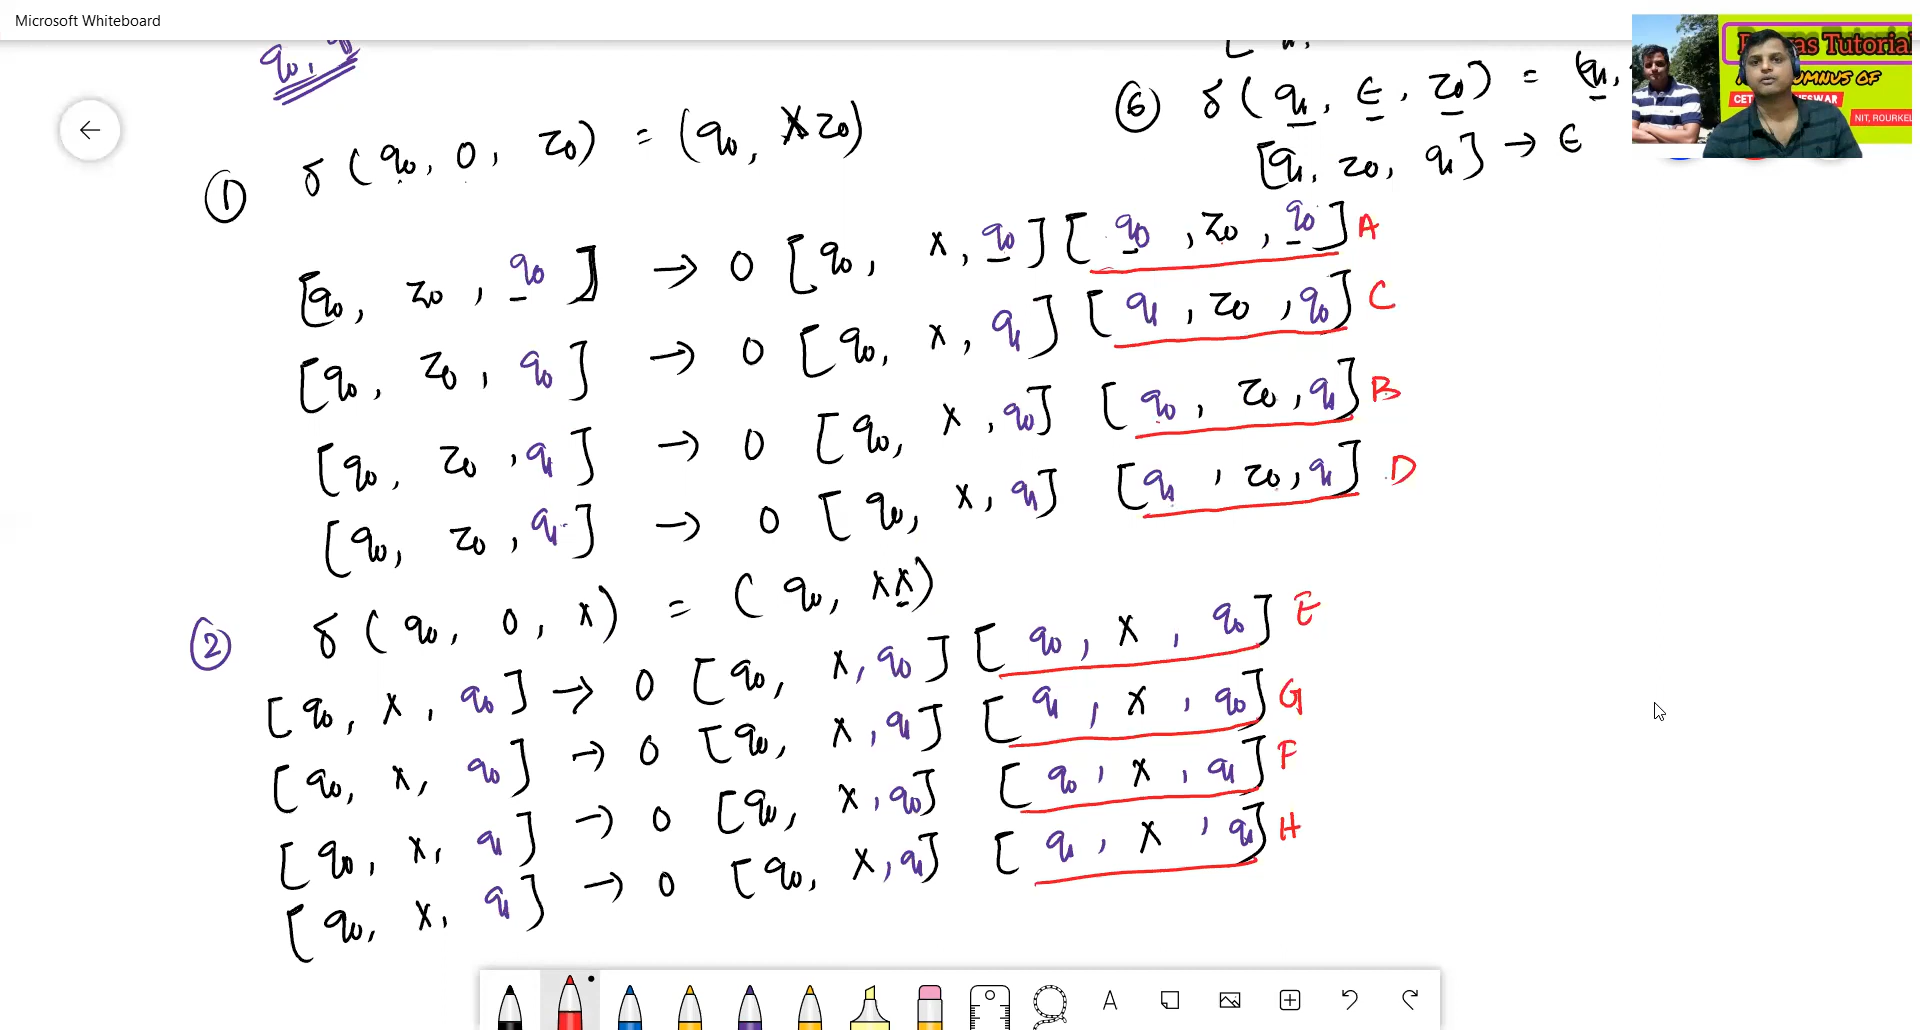 Microsoft Whiteboard
q0,
① δ(q0, 0, z0) = (q0, Xz0)
[q0, z0, q0] → 0 [q0, x, q0] [q0, z0, q0] A
[q0, z0, q0] → 0 [q0, x, q1] [q1, z0, q0] C
[q0, z0, q1] → 0 [q0, x, q0] [q0, z0, q1] B
[q0, z0, q1] → 0 [q0, x, q1] [q1, z0, q1] D
② δ(q0, 0, x) = (q0, xx)
[q0, x, q0] → 0 [q0, x, q0] [q0, x, q0] E
[q0, x, q0] → 0 [q0, x, q1] [q1, x, q0] G
[q0, x, q1] → 0 [q0, x, q0] [q0, x, q1] F
[q0, x, q1] → 0 [q0, x, q1] [q1, x, q1] H
⑥ δ(q1, ∈, z0) = (q1,
[q1, z0, q1] → ∈
Tutorial
OF
NIT, ROURKEL
A